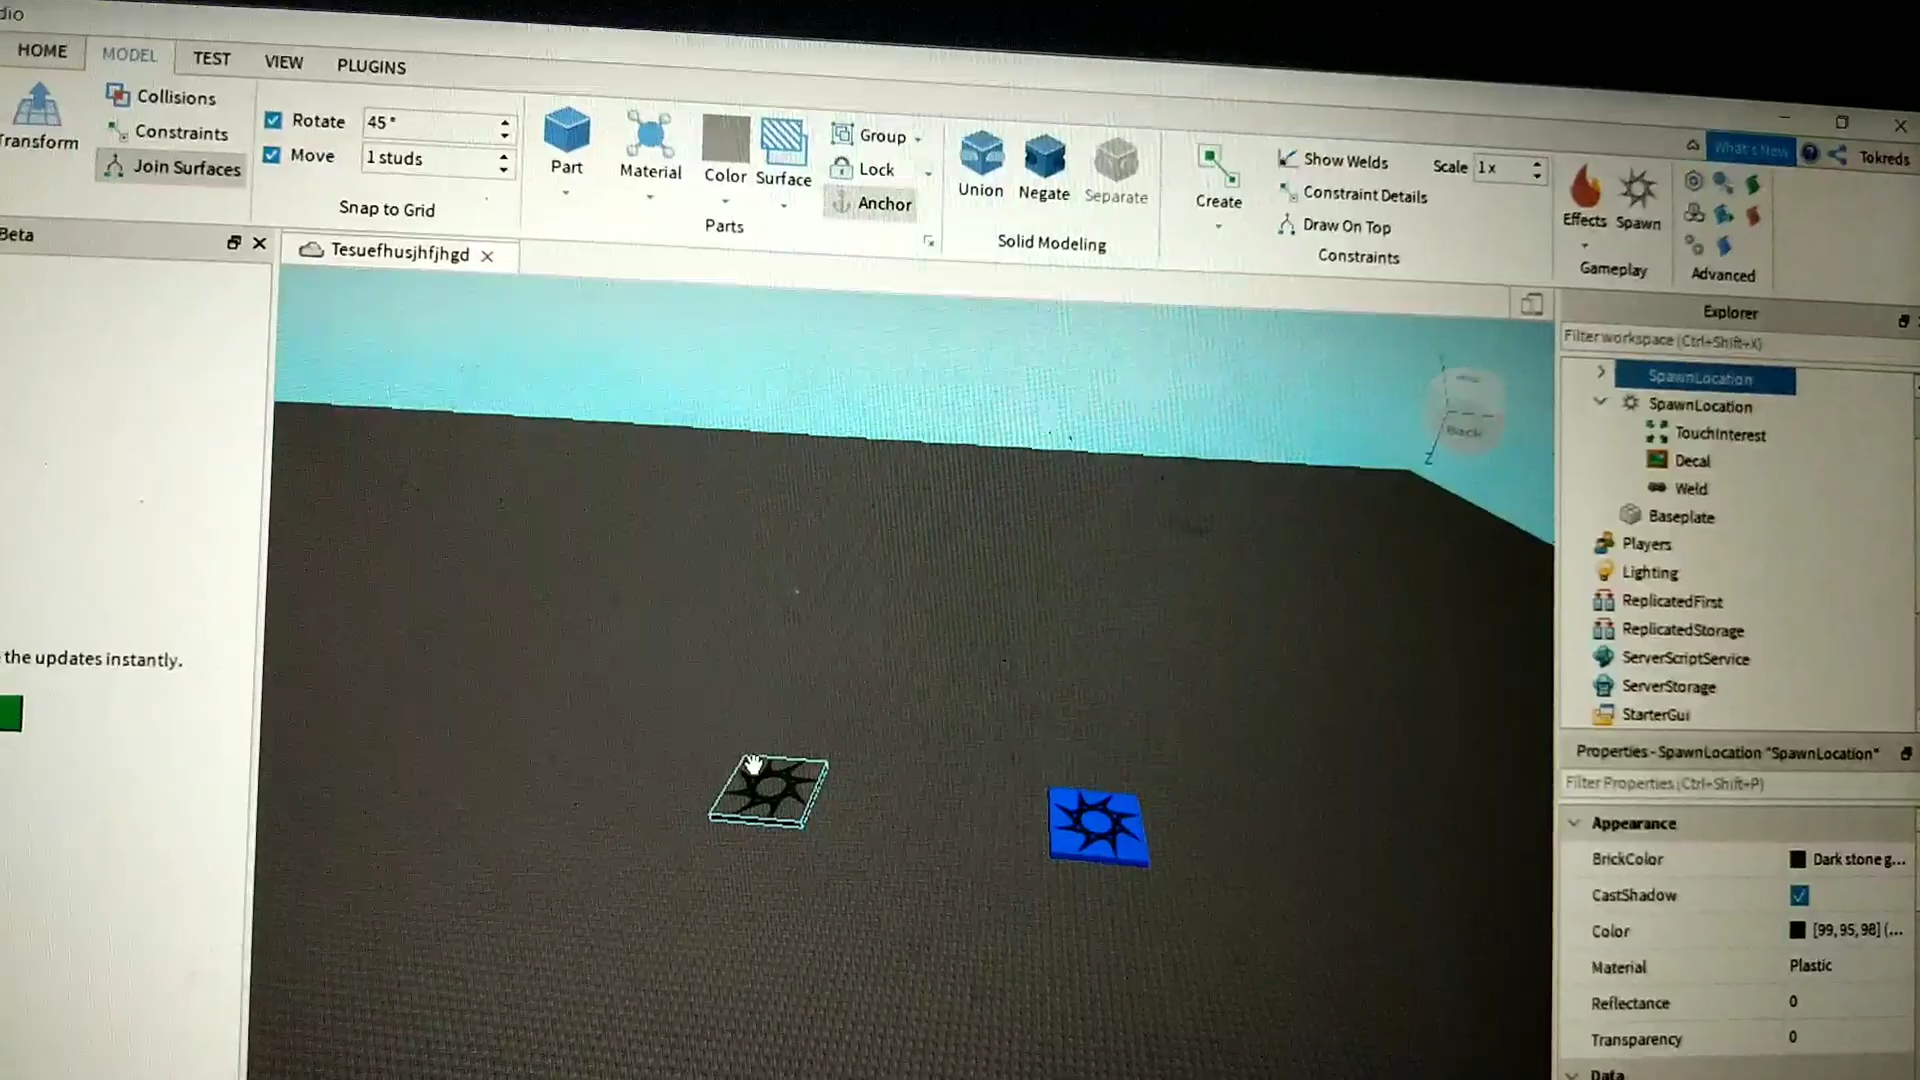 dio
HOME MODEL TEST VIEW PLUGINS
What's New Tokreds
Transform
Collisions
Constraints
Join Surfaces
Rotate 45°
Move 1 studs
Snap to Grid
Part Material Color Surface
Group
Lock
Anchor
Parts
Union Negate Separate
Solid Modeling
Create
Show Welds Scale 1x
Constraint Details
Draw On Top
Constraints
Effects Spawn
Gameplay
Advanced
Beta
Tesuefhusjhfjhgd
the updates instantly.
Back
Z
Explorer
Filter workspace (Ctrl+Shift+X)
SpawnLocation
SpawnLocation
TouchInterest
Decal
Weld
Baseplate
Players
Lighting
ReplicatedFirst
ReplicatedStorage
ServerScriptService
ServerStorage
StarterGui
Properties - SpawnLocation "SpawnLocation"
Filter Properties (Ctrl+Shift+P)
Appearance
BrickColor Dark stone g...
CastShadow
Color [99, 95, 98] (...
Material Plastic
Reflectance 0
Transparency 0
Data